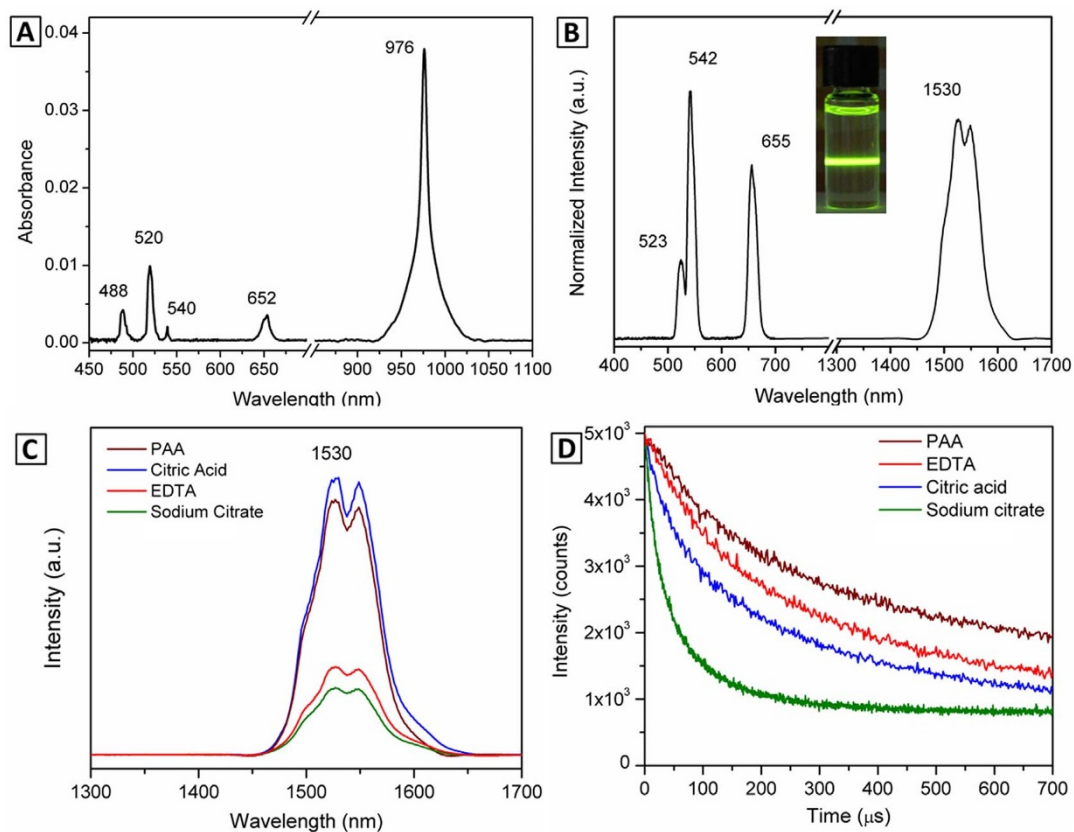 A
Absorbance
0.04
0.03
0.02
0.01
0.00
488
520
540
652
976
450 500 550 600 650 900 950 1000 1050 1100
Wavelength (nm)
B
Normalized Intensity (a.u.)
523
542
655
1530
400 500 600 700 1300 1400 1500 1600 1700
Wavelength (nm)
C
Intensity (a.u.)
PAA
Citric Acid
EDTA
Sodium Citrate
1530
1300 1400 1500 1600 1700
Wavelength (nm)
D
Intensity (counts)
5x10³
4x10³
3x10³
2x10³
1x10³
0
PAA
EDTA
Citric acid
Sodium citrate
0 100 200 300 400 500 600 700
Time (μs)